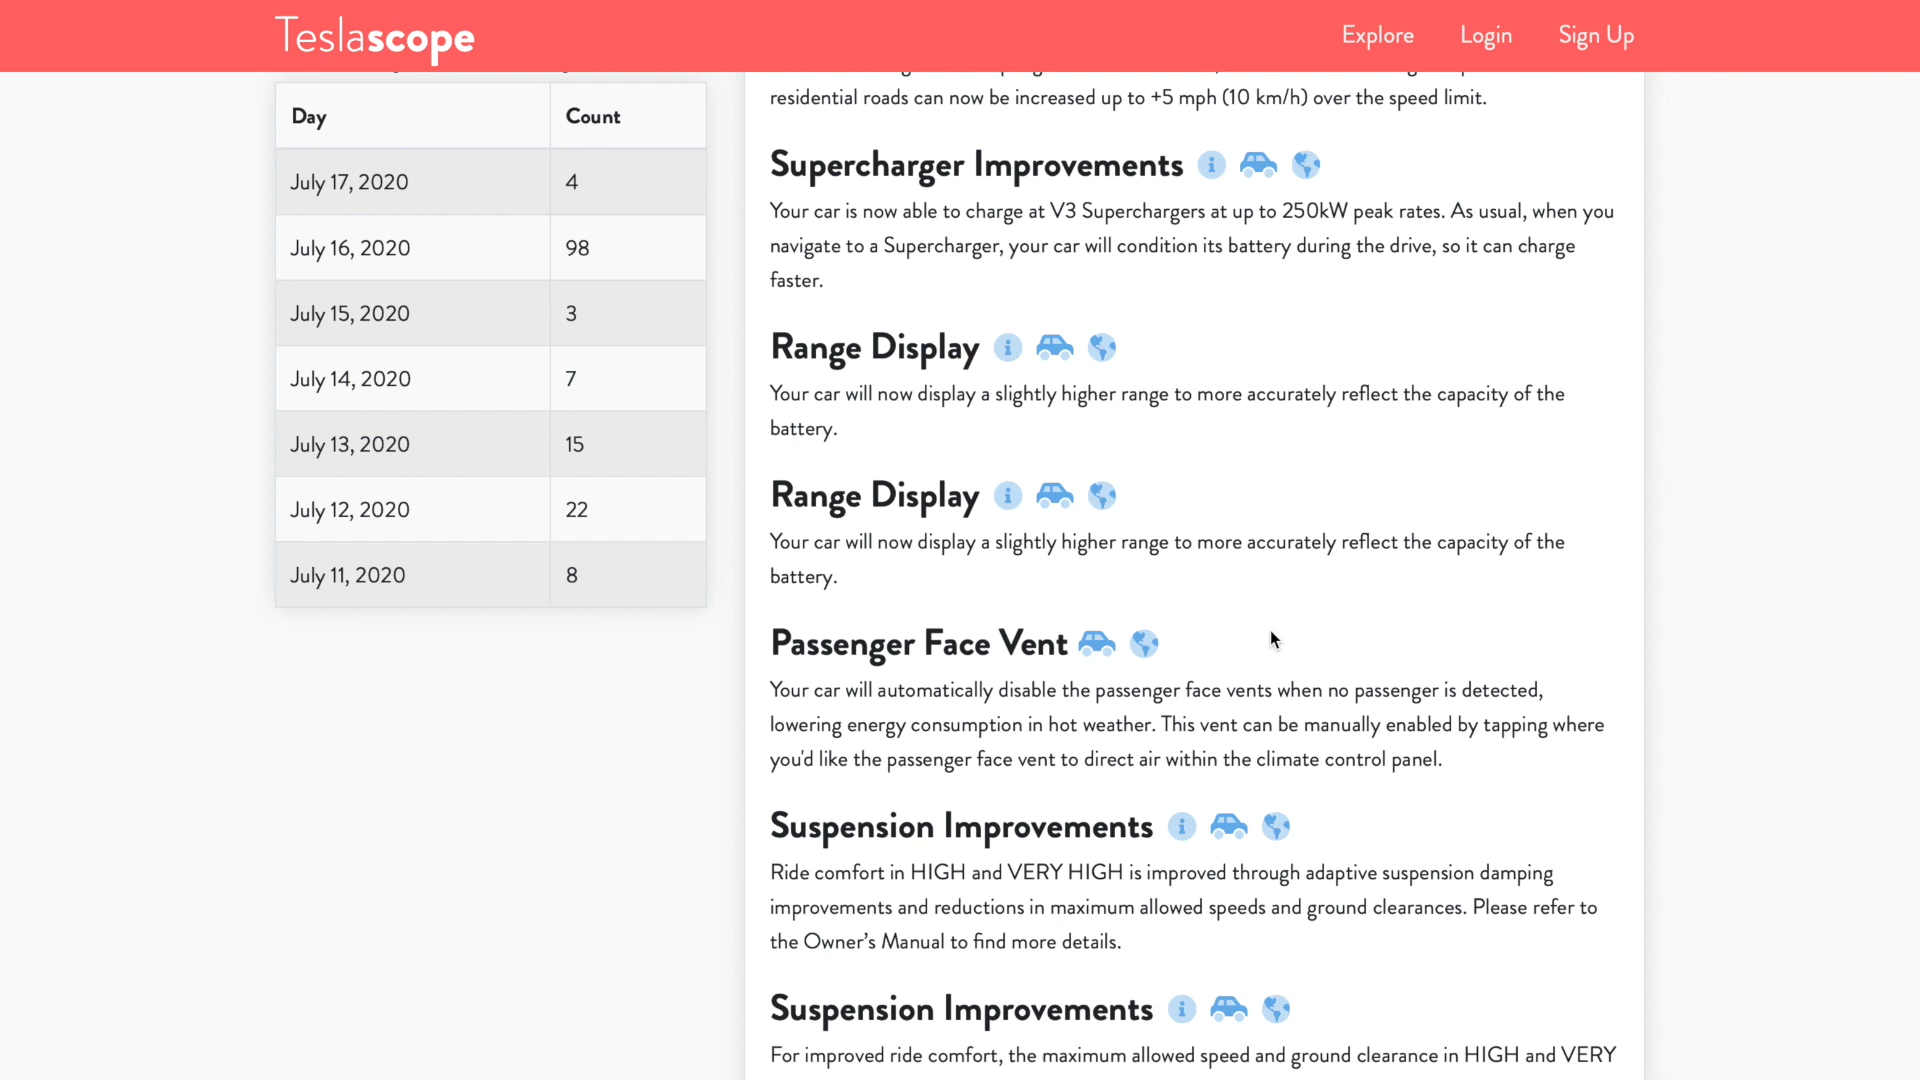 Teslascope
Explore
Login
Sign Up
Day Count
July 17, 2020 4
July 16, 2020 98
July 15, 2020 3
July 14, 2020 7
July 13, 2020 15
July 12, 2020 22
July 11, 2020 8
residential roads can now be increased up to +5 mph (10 km/h) over the speed limit.
Supercharger Improvements
Your car is now able to charge at V3 Superchargers at up to 250kW peak rates. As usual, when you
navigate to a Supercharger, your car will condition its battery during the drive, so it can charge
faster.
Range Display
Your car will now display a slightly higher range to more accurately reflect the capacity of the
battery.
Range Display
Your car will now display a slightly higher range to more accurately reflect the capacity of the
battery.
Passenger Face Vent
Your car will automatically disable the passenger face vents when no passenger is detected,
lowering energy consumption in hot weather. This vent can be manually enabled by tapping where
you'd like the passenger face vent to direct air within the climate control panel.
Suspension Improvements
Ride comfort in HIGH and VERY HIGH is improved through adaptive suspension damping
improvements and reductions in maximum allowed speeds and ground clearances. Please refer to
the Owner’s Manual to find more details.
Suspension Improvements
For improved ride comfort, the maximum allowed speed and ground clearance in HIGH and VERY